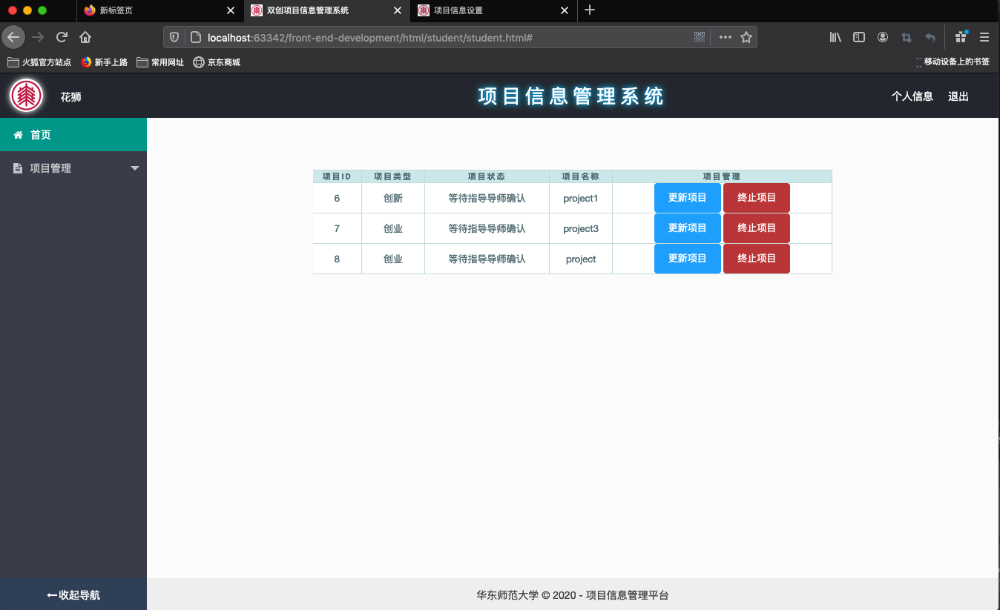 新标签页
双创项目信息管理系统
项目信息设置
localhost:63342/front-end-development/html/student/student.html#
火狐官方站点 新手上路 常用网址 京东商城 移动设备上的书签
花狮 项目信息管理系统 个人信息 退出
首页
项目管理
项目ID 项目类型 项目状态 项目名称 项目管理
6 创新 等待指导导师确认 project1 更新项目 终止项目
7 创业 等待指导导师确认 project3 更新项目 终止项目
8 创业 等待指导导师确认 project 更新项目 终止项目
收起导航
华东师范大学 © 2020 - 项目信息管理平台